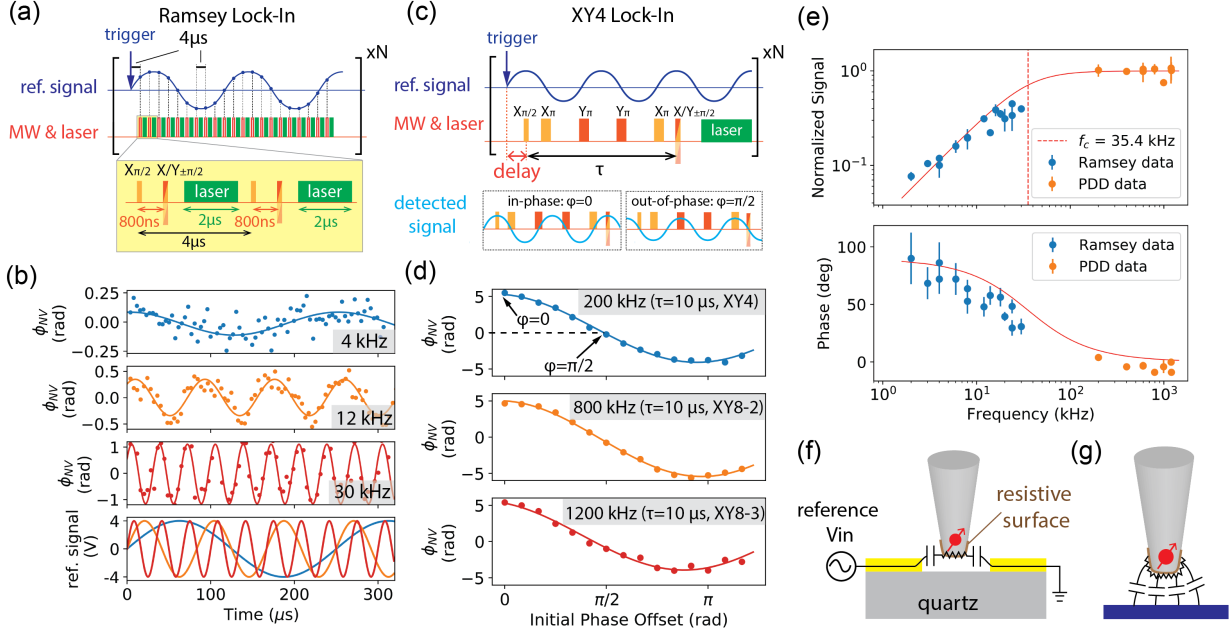 (a)
Ramsey Lock-In
trigger
4μs
xN
ref. signal
MW & laser
Xπ/2 X/Y±π/2
laser
laser
800ns
2μs
800ns
2μs
4μs
(b)
ϕNV
(rad)
0.25
0.00
−0.25
4 kHz
ϕNV
(rad)
0.5
0.0
−0.5
12 kHz
ϕNV
(rad)
1
0
−1
30 kHz
ref. signal
(V)
4
0
−4
0
100
200
300
Time (μs)
(c)
XY4 Lock-In
trigger
xN
ref. signal
Xπ/2 Xπ Yπ Yπ Xπ X/Y±π/2
MW & laser
laser
delay
τ
detected
signal
in-phase: φ=0
out-of-phase: φ=π/2
(d)
ϕNV
(rad)
5
0
−5
200 kHz (τ=10 μs, XY4)
φ=0
φ=π/2
ϕNV
(rad)
5
0
−5
800 kHz (τ=10 μs, XY8-2)
ϕNV
(rad)
5
0
−5
1200 kHz (τ=10 μs, XY8-3)
0
π/2
π
Initial Phase Offset (rad)
(e)
Normalized Signal
10⁰
10⁻¹
fc = 35.4 kHz
Ramsey data
PDD data
Phase (deg)
100
50
0
Ramsey data
PDD data
10⁰
10¹
10²
10³
Frequency (kHz)
(f)
reference
Vin
resistive
surface
quartz
(g)